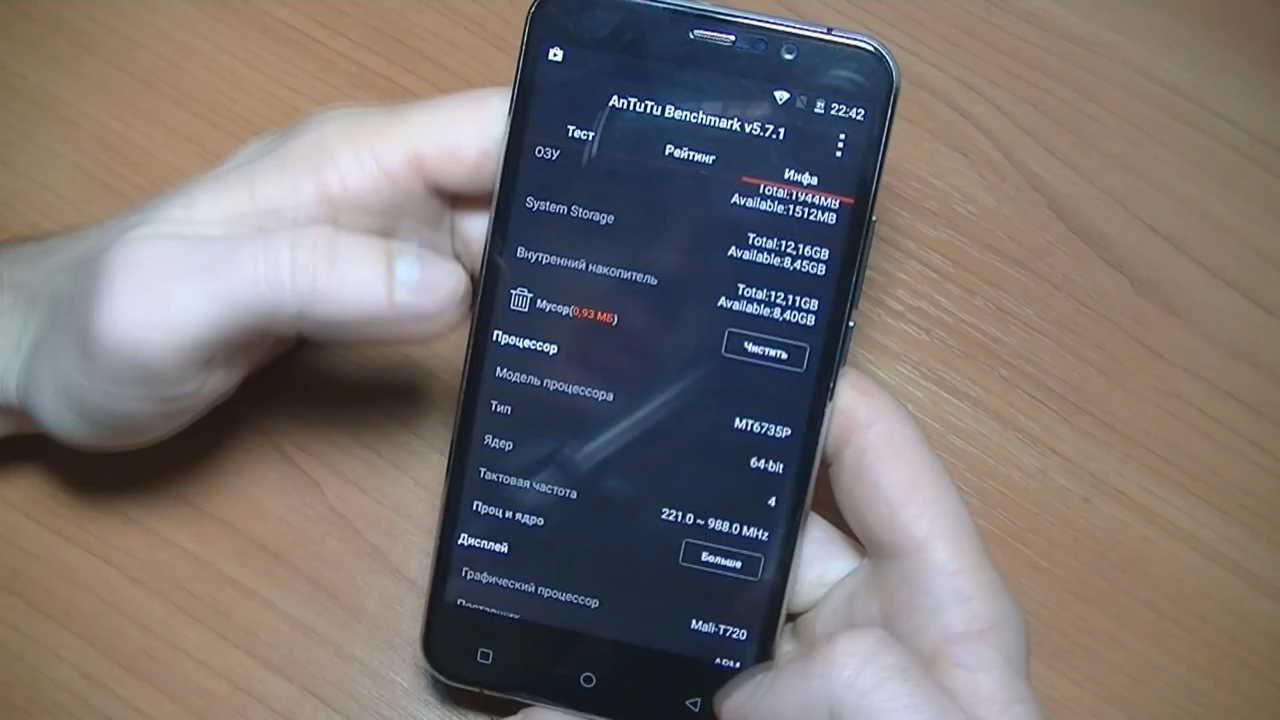 22:42
AnTuTu Benchmark v5.7.1
Тест
Рейтинг
Инфа
ОЗУ
Total:1944MB
Available:1512MB
System Storage
Total:12,16GB
Available:8,45GB
Внутренний накопитель
Total:12,11GB
Available:8,40GB
Мусор(0,93 МБ)
Чистить
Процессор
Модель процессора
MT6735P
Тип
64-bit
Ядер
4
Тактовая частота
221.0 ~ 988.0 MHz
Проц и ядро
Больше
Дисплей
Графический процессор
Mali-T720
Поставщик
ARM